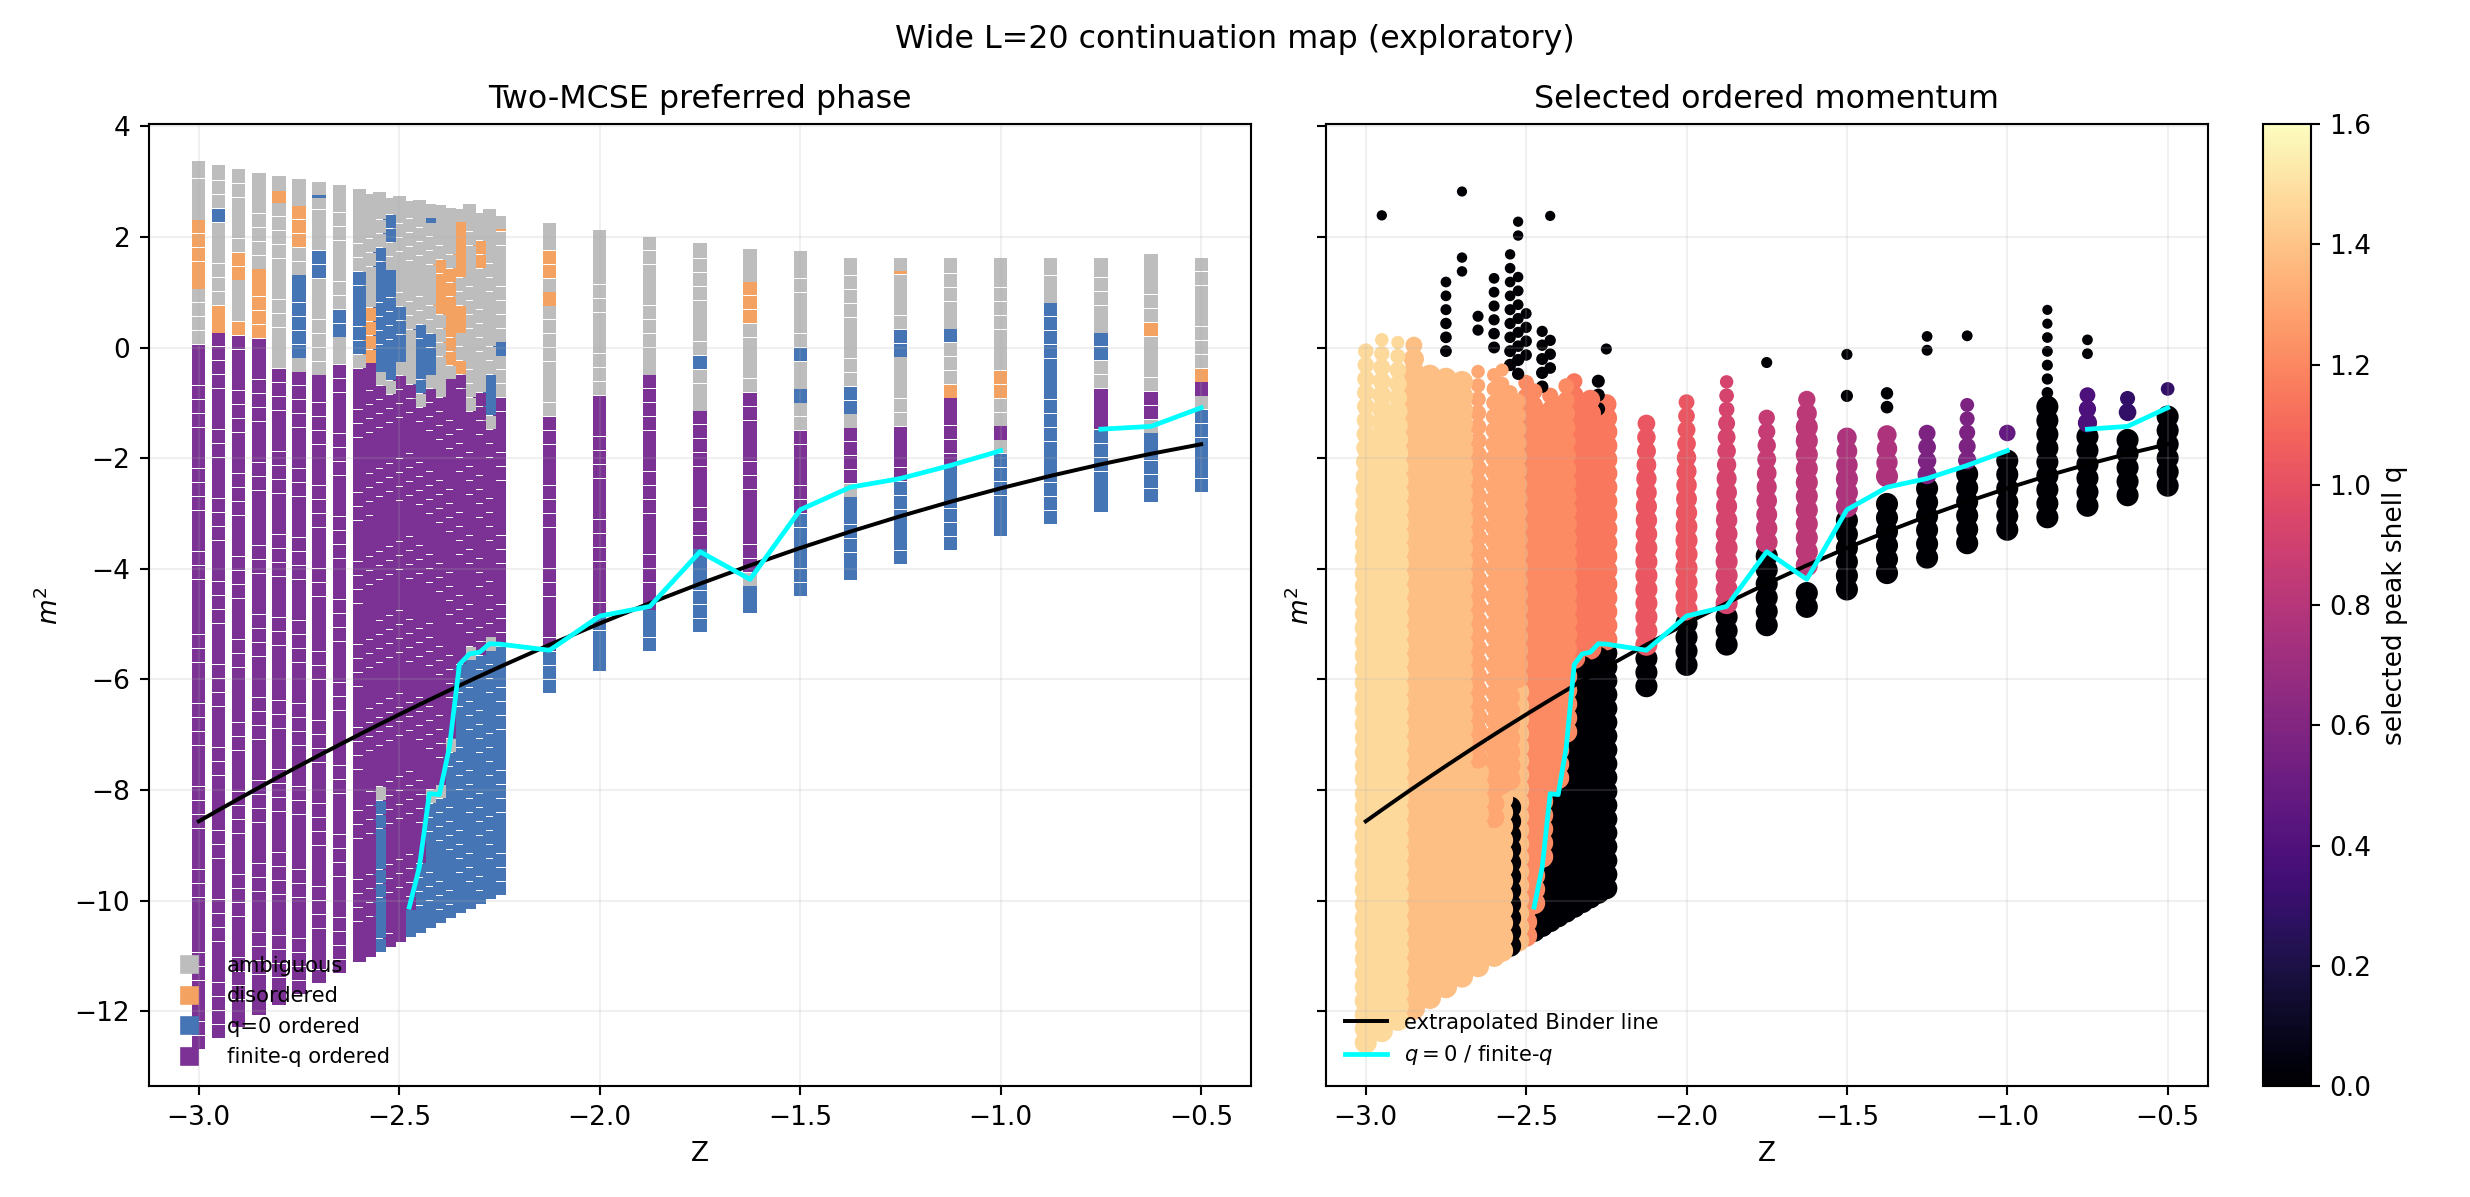 Wide L=20 continuation map (exploratory)
Two-MCSE preferred phase
4
2
0
−2
−4
−6
−8
−10
−12
m²
ambiguous
disordered
q=0 ordered
finite-q ordered
−3.0 −2.5 −2.0 −1.5 −1.0 −0.5
Z
Selected ordered momentum
m²
extrapolated Binder line
q = 0 / finite-q
−3.0 −2.5 −2.0 −1.5 −1.0 −0.5
Z
1.6
1.4
1.2
1.0
0.8
0.6
0.4
0.2
0.0
selected peak shell q